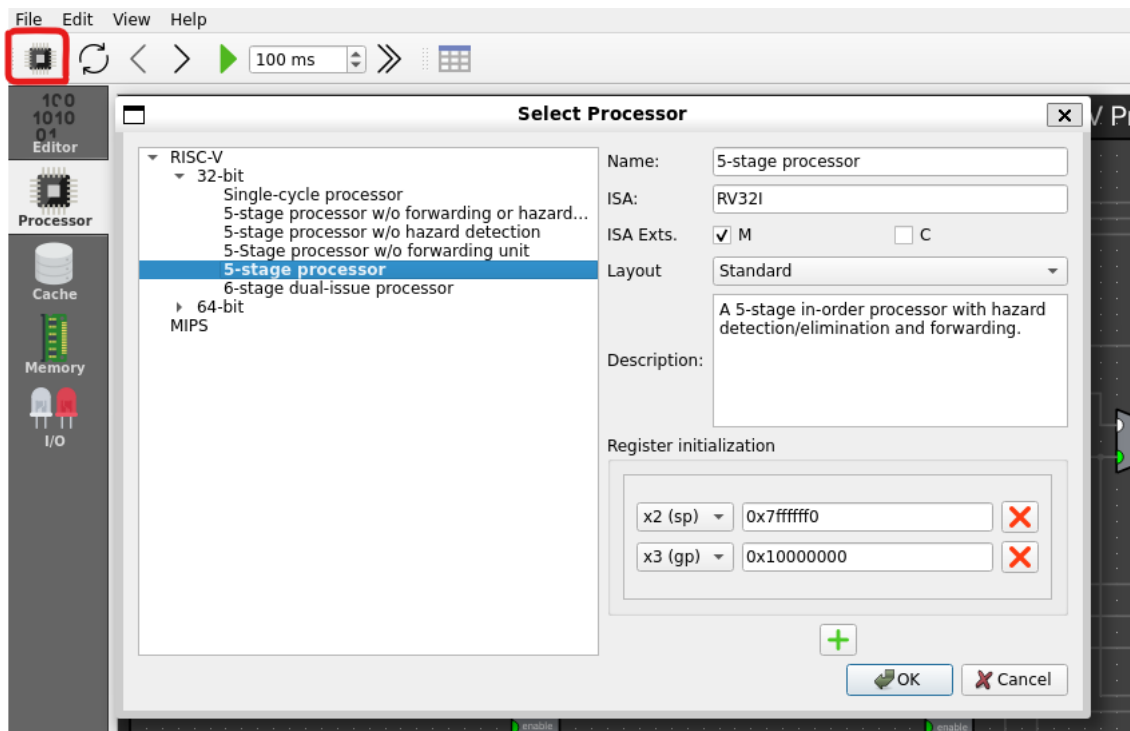 File Edit View Help
100 ms
100
1010
01
Editor
Processor
Cache
Memory
I/O
Select Processor
V Pr
RISC-V
32-bit
Single-cycle processor
5-stage processor w/o forwarding or hazard...
5-stage processor w/o hazard detection
5-Stage processor w/o forwarding unit
5-stage processor
6-stage dual-issue processor
64-bit
MIPS
Name: 5-stage processor
ISA: RV32I
ISA Exts. M C
Layout Standard
Description: A 5-stage in-order processor with hazard
detection/elimination and forwarding.
Register initialization
x2 (sp) 0x7ffffff0
x3 (gp) 0x10000000
OK Cancel
enable enable